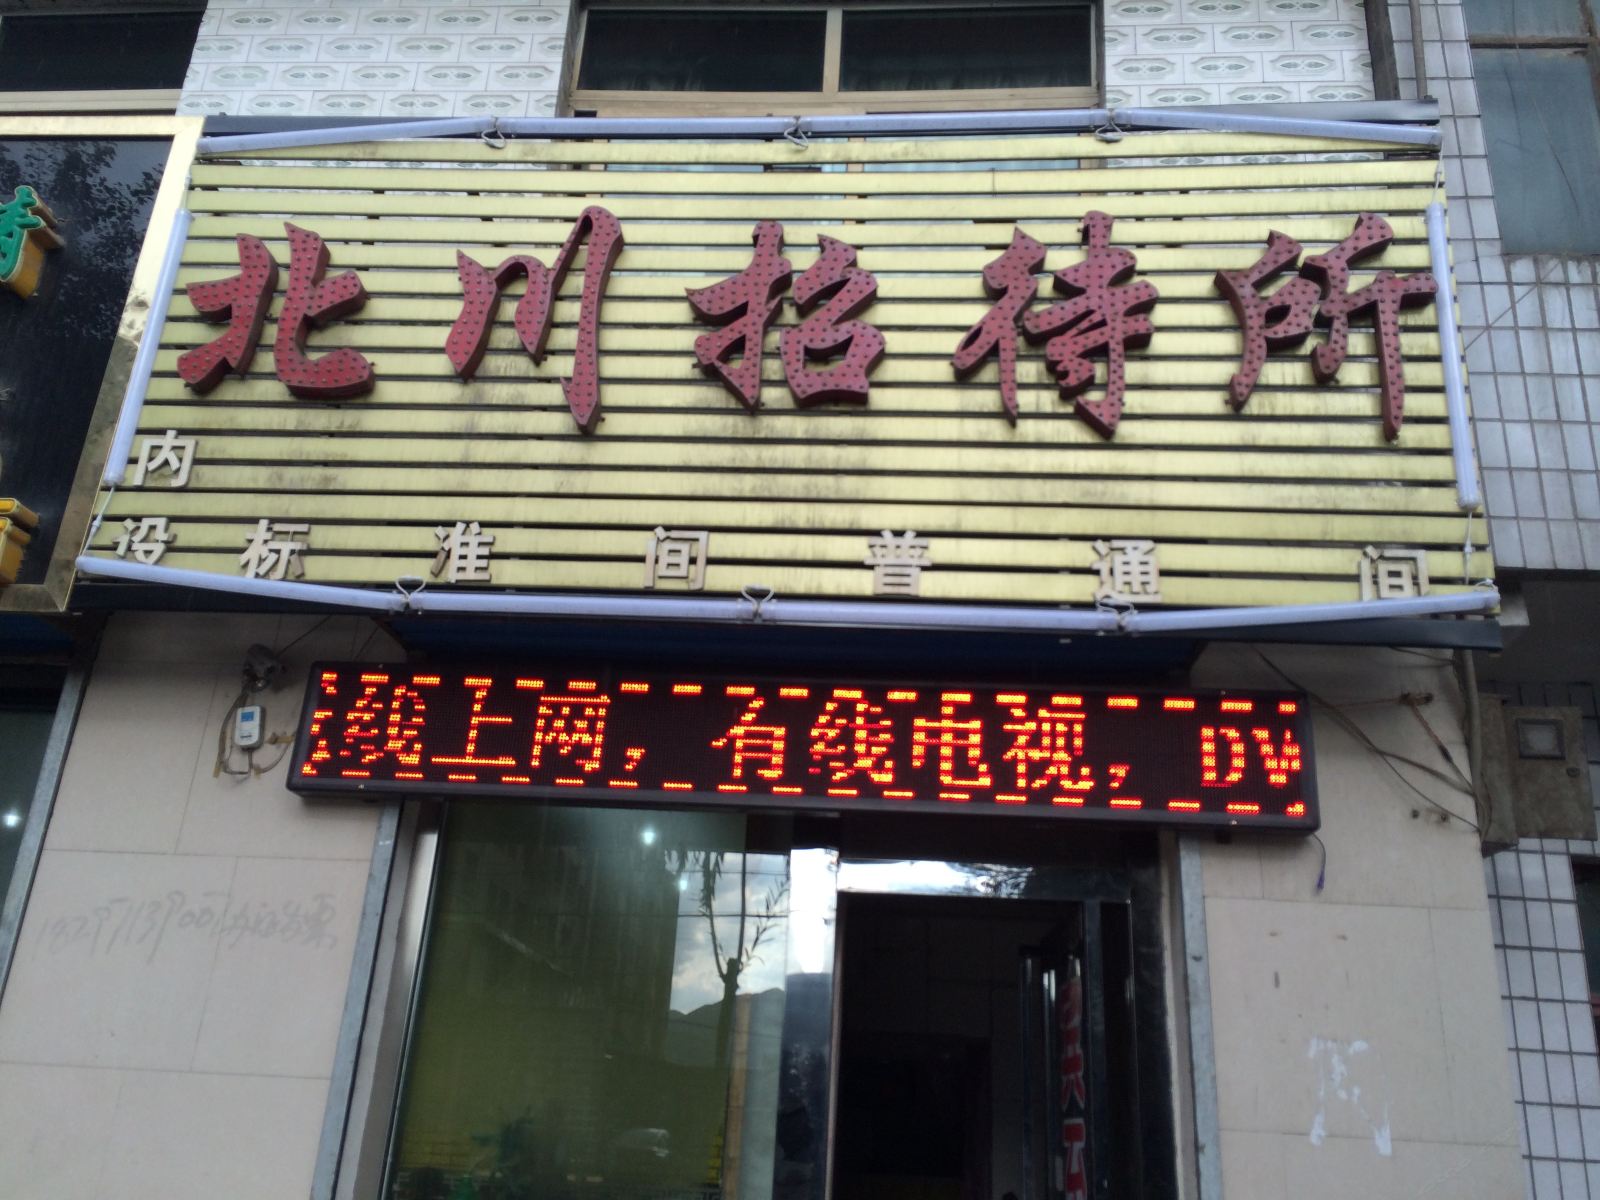 北川招待所
内
设标准间普通间
线上网，有线电视，DV